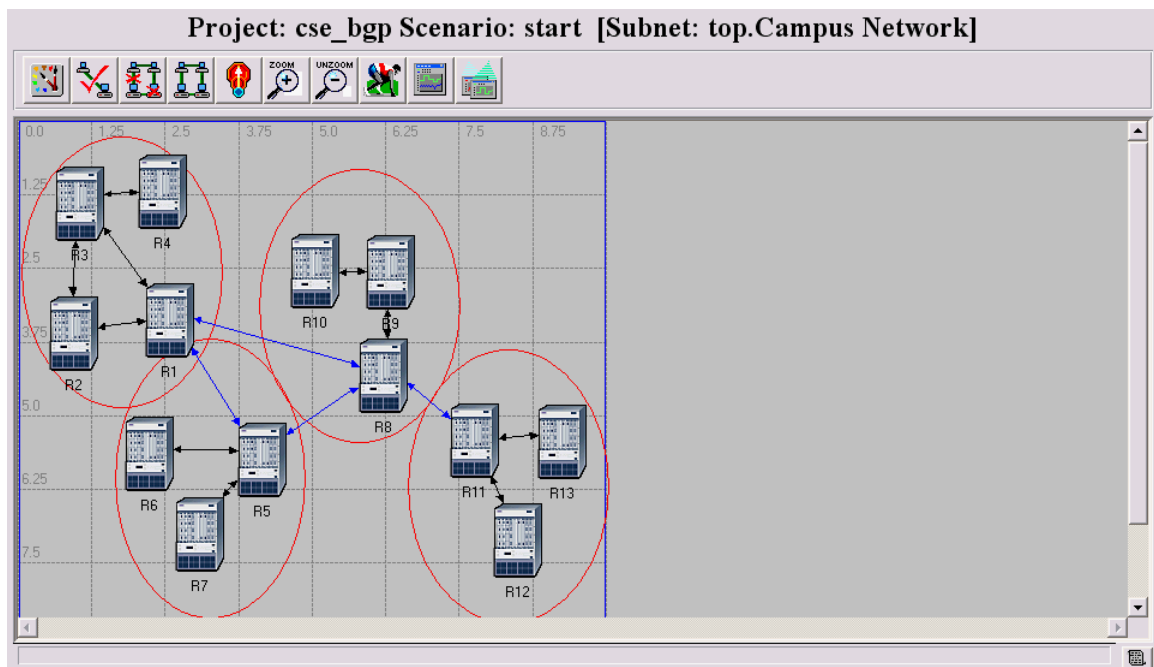 Project: cse_bgp Scenario: start [Subnet: top.Campus Network]
ZOOM UNZOOM
0.0 1.25 2.5 3.75 5.0 6.25 7.5 8.75
1.25
R4
R3
2.5
R10 R9
3.75
R1
R2
5.0
R8
6.25
R11 R13
R6 R5
7.5
R7
R12